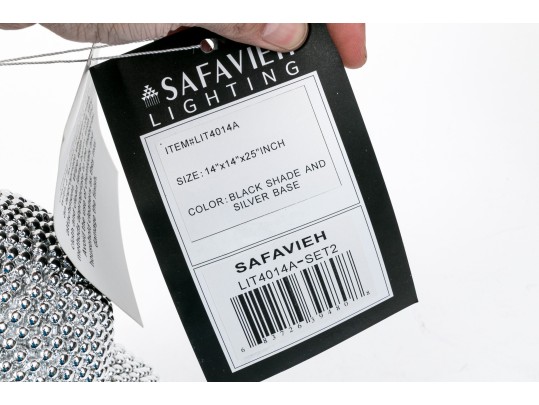 SAFAVIEH
LIGHTING
ITEM#LIT4014A
SIZE: 14"x14"x25"INCH
COLOR: BLACK SHADE AND
SILVER BASE
SAFAVIEH
LIT4014A-SET2